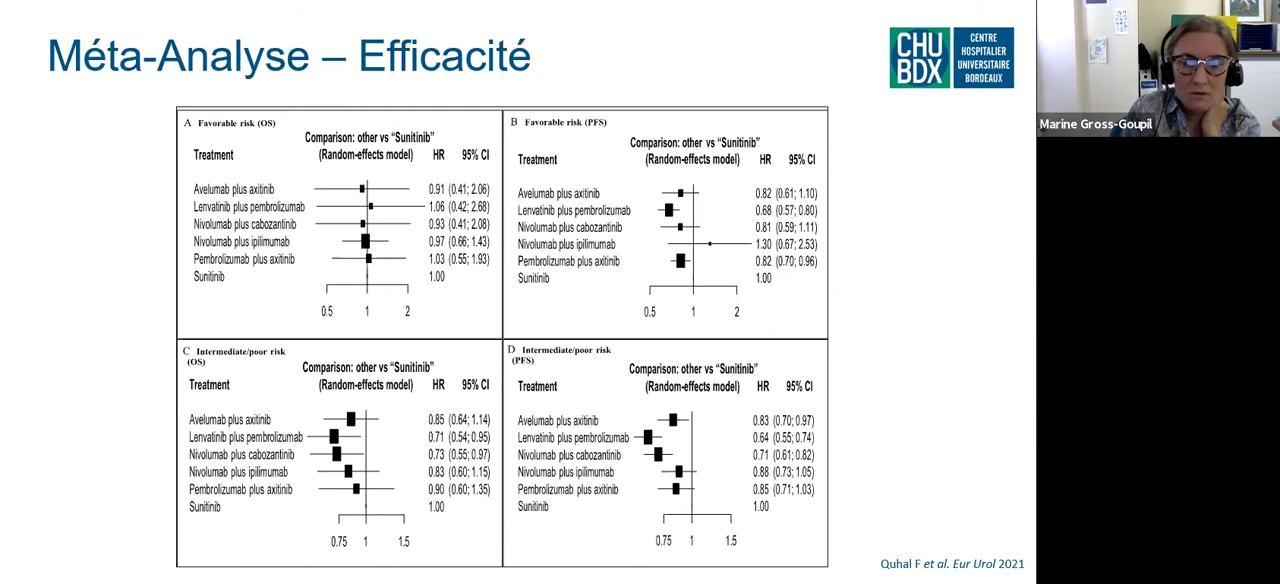 Méta-Analyse – Efficacité
CHU
BDX
CENTRE
HOSPITALIER
UNIVERSITAIRE
BORDEAUX
Marine Gross-Goupil
A Favorable risk (OS)
Comparison: other vs "Sunitinib"
Treatment (Random-effects model) HR 95% CI
Avelumab plus axitinib 0.91 (0.41; 2.06)
Lenvatinib plus pembrolizumab 1.06 (0.42; 2.68)
Nivolumab plus cabozantinib 0.93 (0.41; 2.08)
Nivolumab plus ipilimumab 0.97 (0.66; 1.43)
Pembrolizumab plus axitinib 1.03 (0.55; 1.93)
Sunitinib 1.00
0.5 1 2
B Favorable risk (PFS)
Comparison: other vs "Sunitinib"
Treatment (Random-effects model) HR 95% CI
Avelumab plus axitinib 0.82 (0.61; 1.10)
Lenvatinib plus pembrolizumab 0.68 (0.57; 0.80)
Nivolumab plus cabozantinib 0.81 (0.59; 1.11)
Nivolumab plus ipilimumab 1.30 (0.67; 2.53)
Pembrolizumab plus axitinib 0.82 (0.70; 0.96)
Sunitinib 1.00
0.5 1 2
C Intermediate/poor risk
(OS)
Comparison: other vs "Sunitinib"
Treatment (Random-effects model) HR 95% CI
Avelumab plus axitinib 0.85 (0.64; 1.14)
Lenvatinib plus pembrolizumab 0.71 (0.54; 0.95)
Nivolumab plus cabozantinib 0.73 (0.55; 0.97)
Nivolumab plus ipilimumab 0.83 (0.60; 1.15)
Pembrolizumab plus axitinib 0.90 (0.60; 1.35)
Sunitinib 1.00
0.75 1 1.5
D Intermediate/poor risk
(PFS)
Comparison: other vs "Sunitinib"
Treatment (Random-effects model) HR 95% CI
Avelumab plus axitinib 0.83 (0.70; 0.97)
Lenvatinib plus pembrolizumab 0.64 (0.55; 0.74)
Nivolumab plus cabozantinib 0.71 (0.61; 0.82)
Nivolumab plus ipilimumab 0.88 (0.73; 1.05)
Pembrolizumab plus axitinib 0.85 (0.71; 1.03)
Sunitinib 1.00
0.75 1 1.5
Quhal F et al. Eur Urol 2021